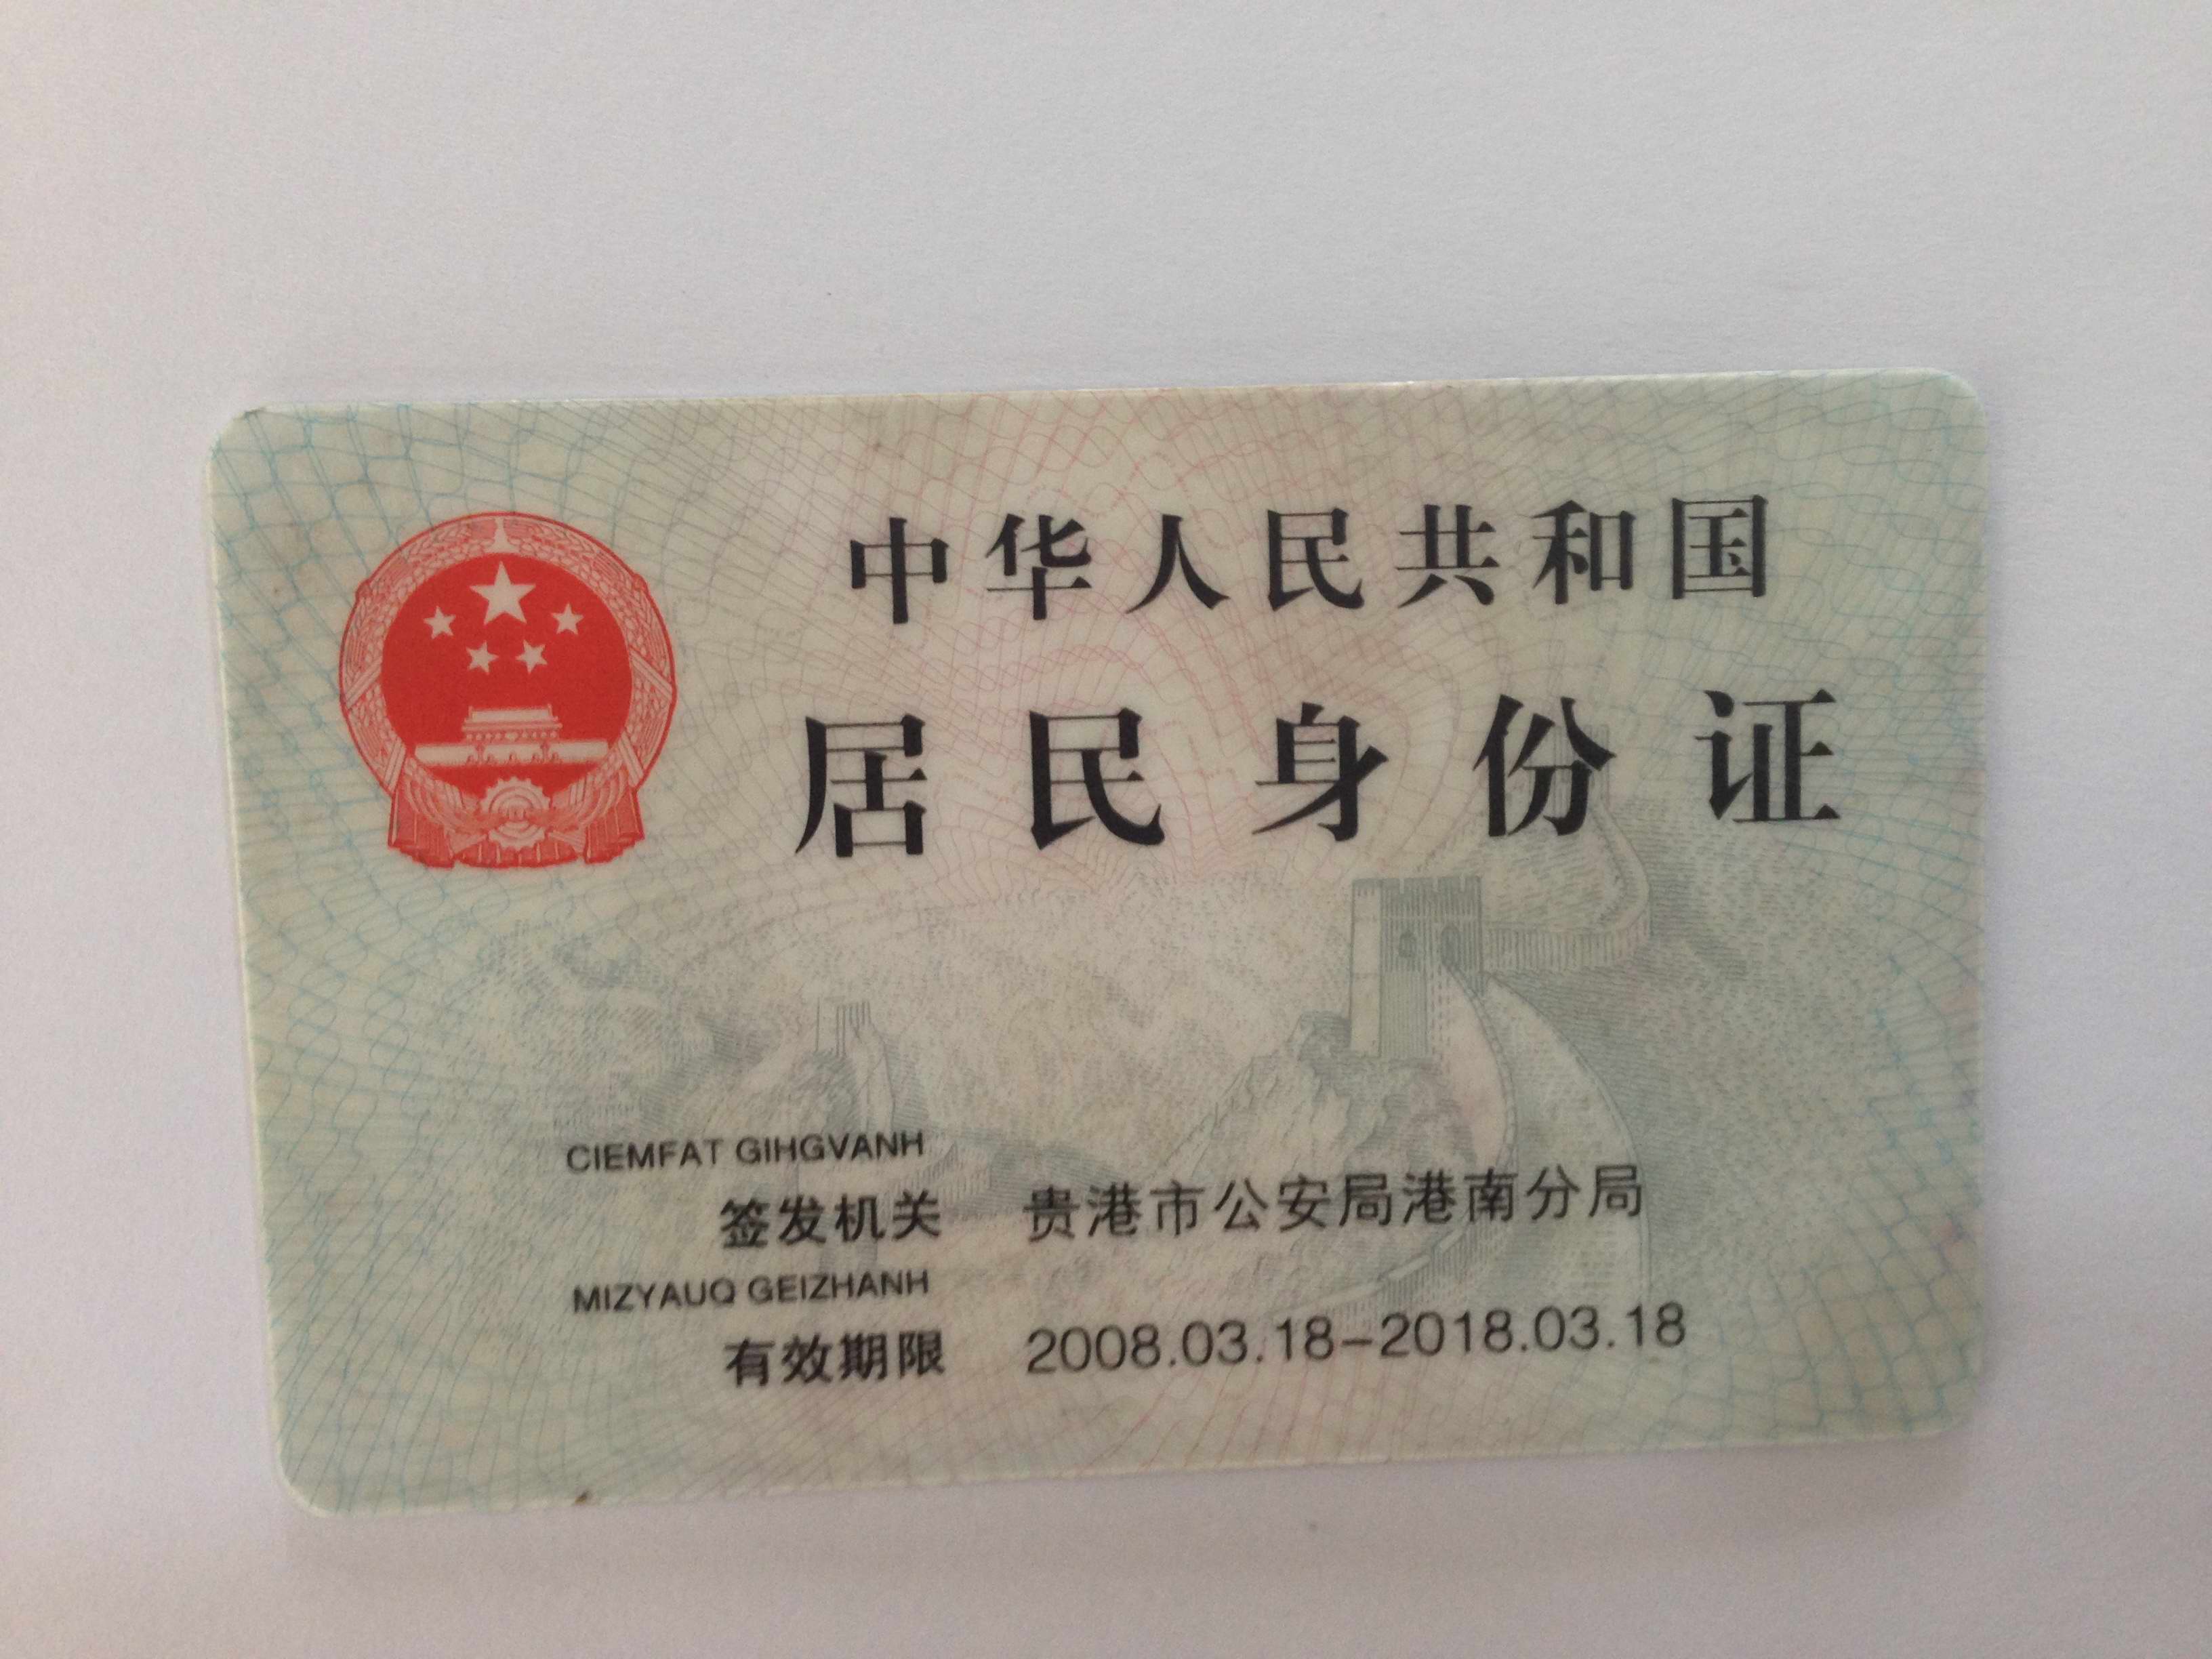 中华人民共和国
居民身份证
CIEMFAT GIHGVANH
签发机关 贵港市公安局港南分局
MIZYAUQ GEIZHANH
有效期限 2008.03.18-2018.03.18